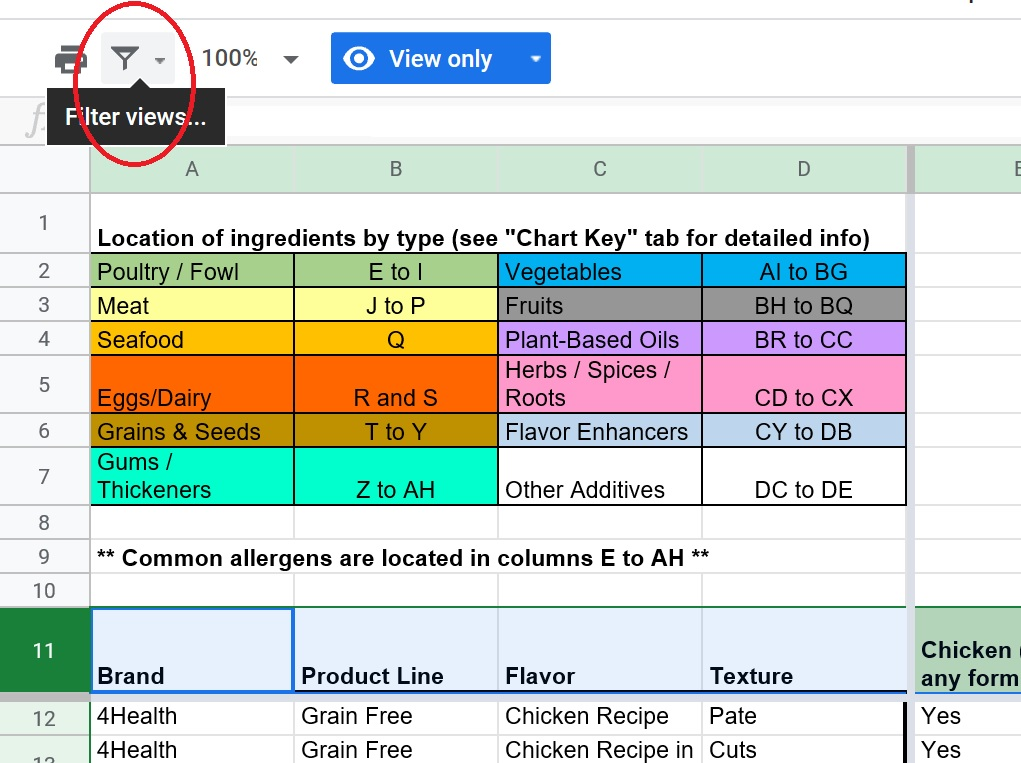 100%
View only
Filter views...
A B C D
1 Location of ingredients by type (see "Chart Key" tab for detailed info)
2 Poultry / Fowl E to I Vegetables AI to BG
3 Meat J to P Fruits BH to BQ
4 Seafood Q Plant-Based Oils BR to CC
5 Eggs/Dairy R and S Herbs / Spices /
Roots CD to CX
6 Grains & Seeds T to Y Flavor Enhancers CY to DB
7 Gums /
Thickeners Z to AH Other Additives DC to DE
8
9 ** Common allergens are located in columns E to AH **
10
11 Brand Product Line Flavor Texture Chicken
any form
12 4Health Grain Free Chicken Recipe Pate Yes
13 4Health Grain Free Chicken Recipe in Cuts Yes